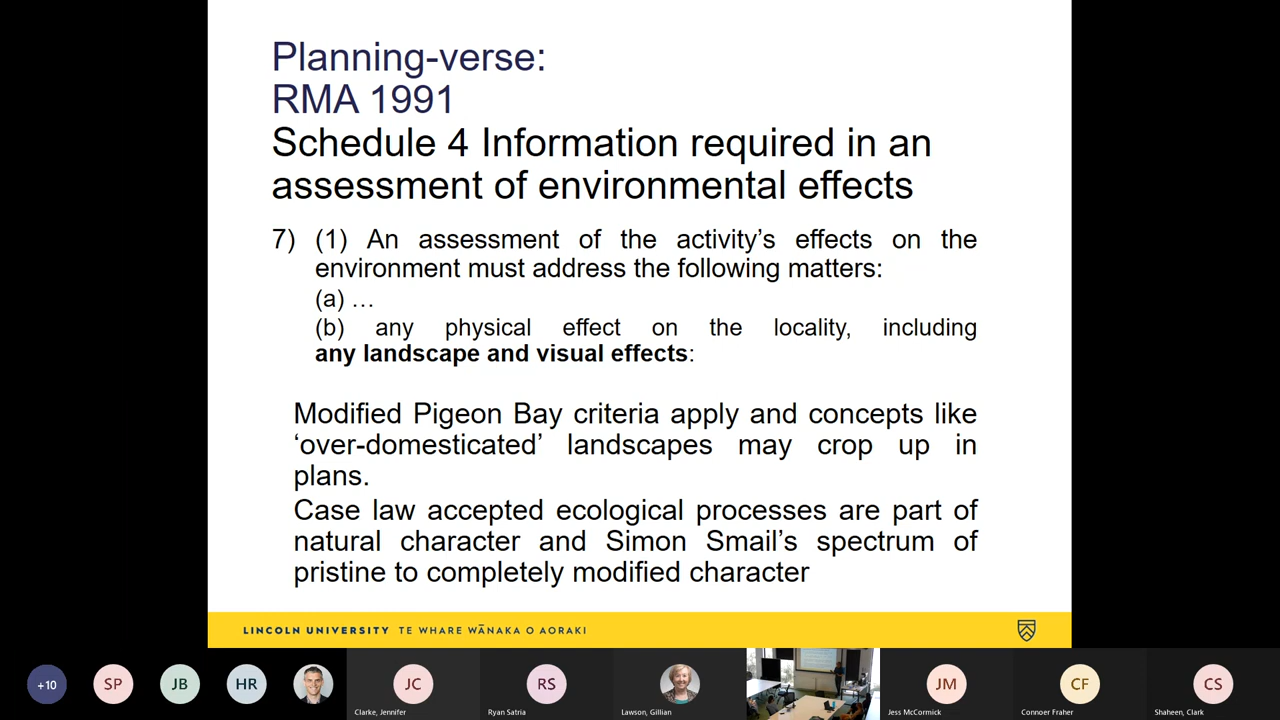 Planning-verse:
RMA 1991
Schedule 4 Information required in an
assessment of environmental effects
7) (1) An assessment of the activity’s effects on the
environment must address the following matters:
(a) …
(b) any physical effect on the locality, including
any landscape and visual effects:
Modified Pigeon Bay criteria apply and concepts like
‘over-domesticated’ landscapes may crop up in
plans.
Case law accepted ecological processes are part of
natural character and Simon Smail’s spectrum of
pristine to completely modified character
LINCOLN UNIVERSITY TE WHARE WĀNAKA O AORAKI
+10 SP JB HR JC RS JM CF CS
Clarke, Jennifer Ryan Satria Lawson, Gillian Jess McCormick Connoer Fraher Shaheen, Clark